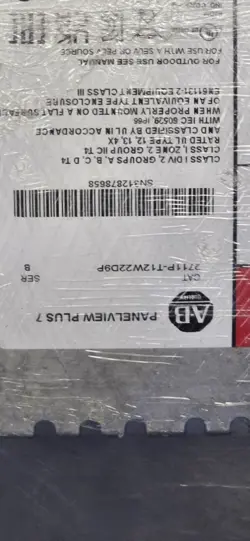 AB
PANELVIEW PLUS 7
CAT SER
2711P-T12W22D9P B
SN312878658
CLASS I, DIV 2, GROUPS A, B, C, D, T4
CLASS I, ZONE 2, GROUP IIC T4
RATED UL TYPE 12, 13, 4X
AND CLASSIFIED BY UL IN ACCORDANCE
IEC 60529 IP66
WHEN PROPERLY MOUNTED ON A FLAT SURFA
OF AN EQUIVALENT TYPE ENCLOSURE
EN61131-2 EQUIPMENT CLASS III
FOR OUTDOOR USE SEE MANUAL
FOR USE WITH A SELV OR PELV SOURCE